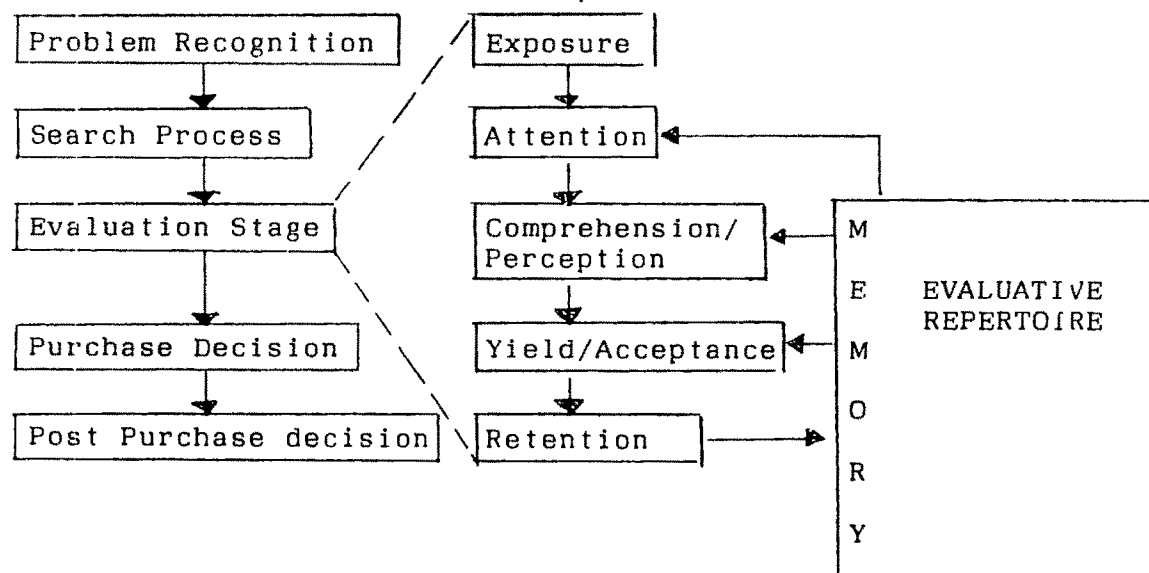 Problem Recognition
Search Process
Evaluation Stage
Purchase Decision
Post Purchase decision
Exposure
Attention
Comprehension/
Perception
Yield/Acceptance
Retention
M
E
M
O
R
Y
EVALUATIVE
REPERTOIRE